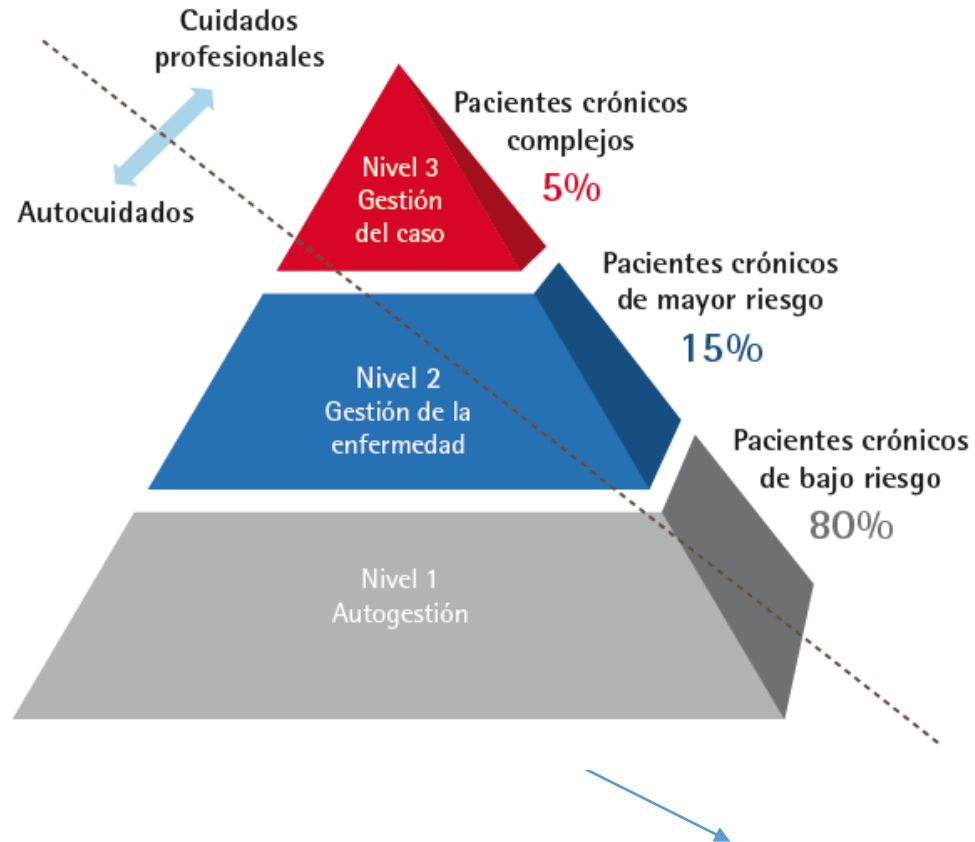 Cuidados
profesionales
Autocuidados
Pacientes crónicos
complejos
5%
Nivel 3
Gestión
del caso
Pacientes crónicos
de mayor riesgo
15%
Nivel 2
Gestión de la
enfermedad
Pacientes crónicos
de bajo riesgo
80%
Nivel 1
Autogestión